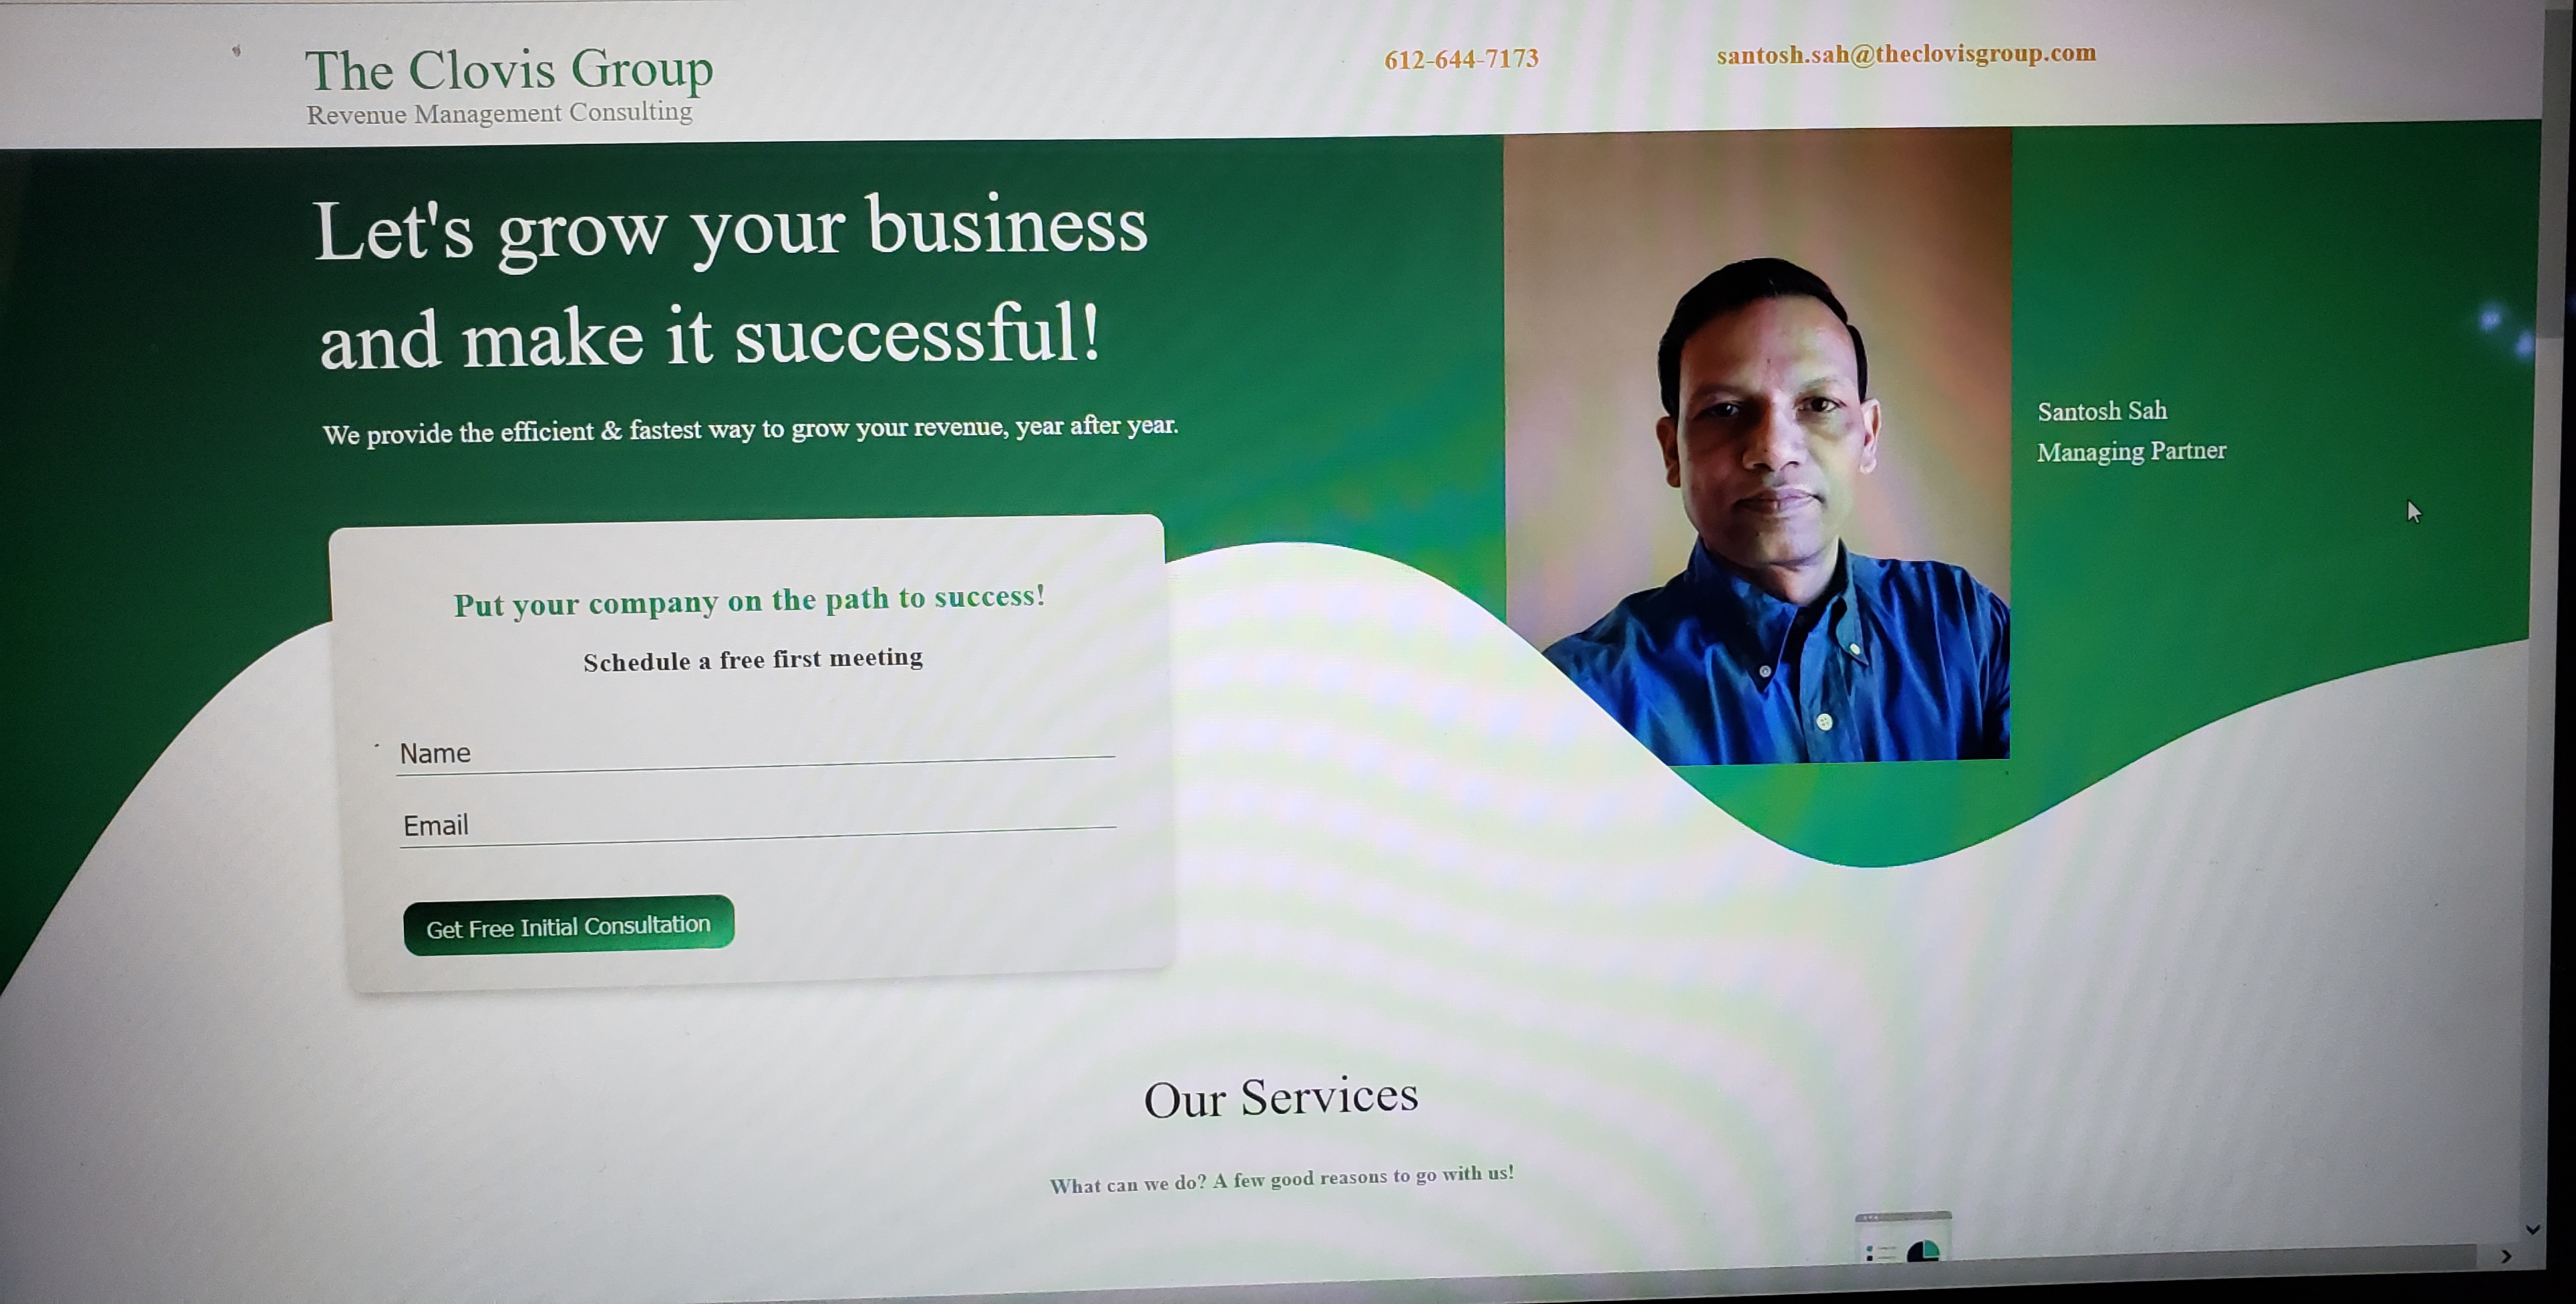 The Clovis Group
Revenue Management Consulting
612-644-7173
santosh.sah@theclovisgroup.com
Let's grow your business
and make it successful!
We provide the efficient & fastest way to grow your revenue, year after year.
Santosh Sah
Managing Partner
Put your company on the path to success!
Schedule a free first meeting
Name
Email
Get Free Initial Consultation
Our Services
What can we do? A few good reasons to go with us!